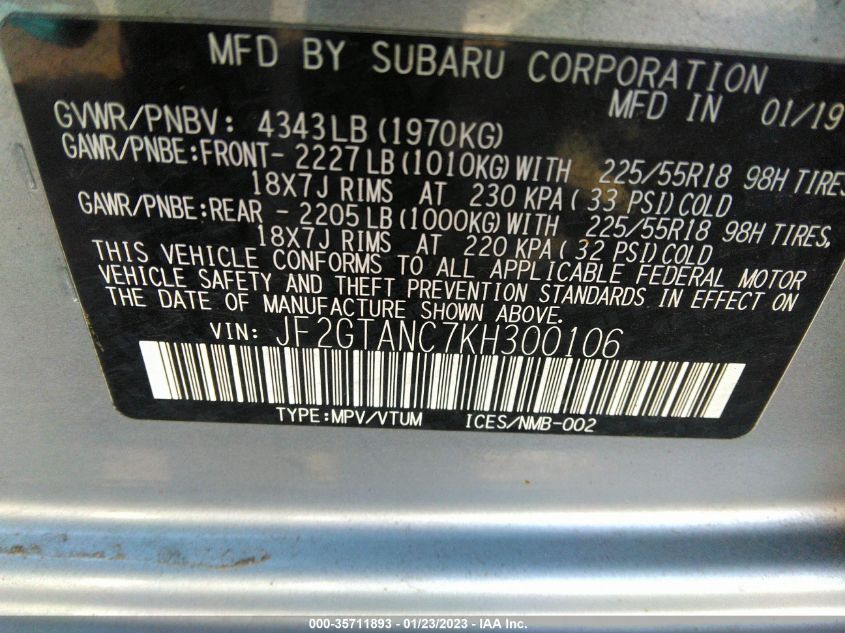 MFD BY SUBARU CORPORATION
MFD IN 01/19
GVWR/PNBV: 4343LB (1970KG)
GAWR/PNBE:FRONT- 2227 LB (1010KG) WITH 225/55R18 98H TIRES,
18X7J RIMS AT 230 KPA ( 33 PSI) COLD
GAWR/PNBE:REAR - 2205 LB (1000KG) WITH 225/55R18 98H TIRES,
18X7J RIMS AT 220 KPA ( 32 PSI) COLD
THIS VEHICLE CONFORMS TO ALL APPLICABLE FEDERAL MOTOR
VEHICLE SAFETY AND THEFT PREVENTION STANDARDS IN EFFECT ON
THE DATE OF MANUFACTURE SHOWN ABOVE.
VIN: JF2GTANC7KH300106
TYPE:MPV/VTUM ICES/NMB-002
000-35711893 - 01/23/2023 - IAA Inc.